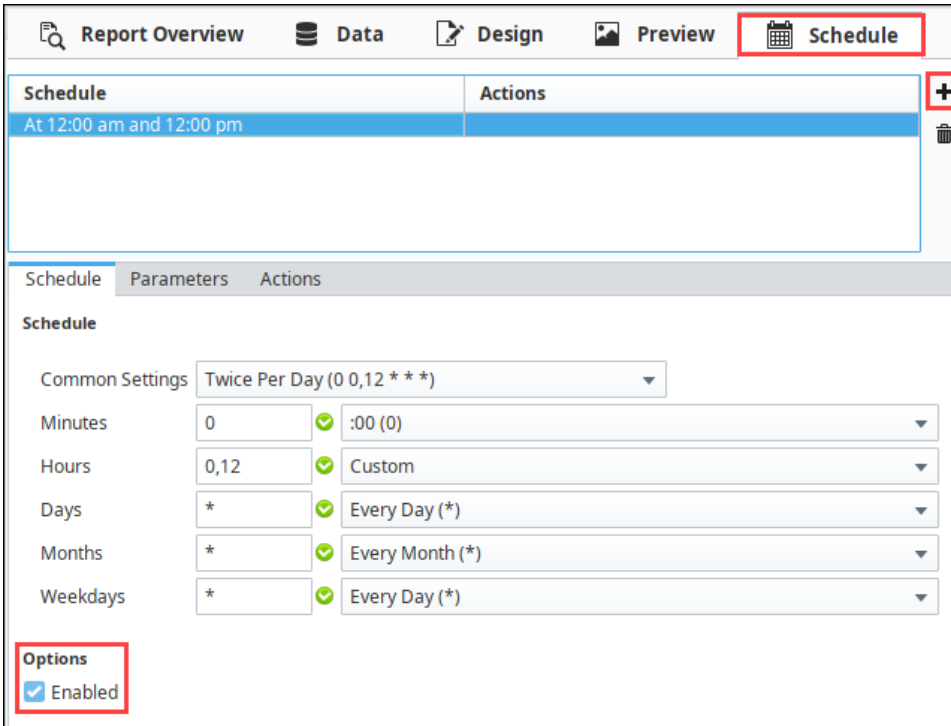 Report Overview Data Design Preview Schedule
Schedule Actions
At 12:00 am and 12:00 pm
Schedule Parameters Actions
Schedule
Common Settings Twice Per Day (0 0,12 * * *)
Minutes 0 :00 (0)
Hours 0,12 Custom
Days * Every Day (*)
Months * Every Month (*)
Weekdays * Every Day (*)
Options
Enabled